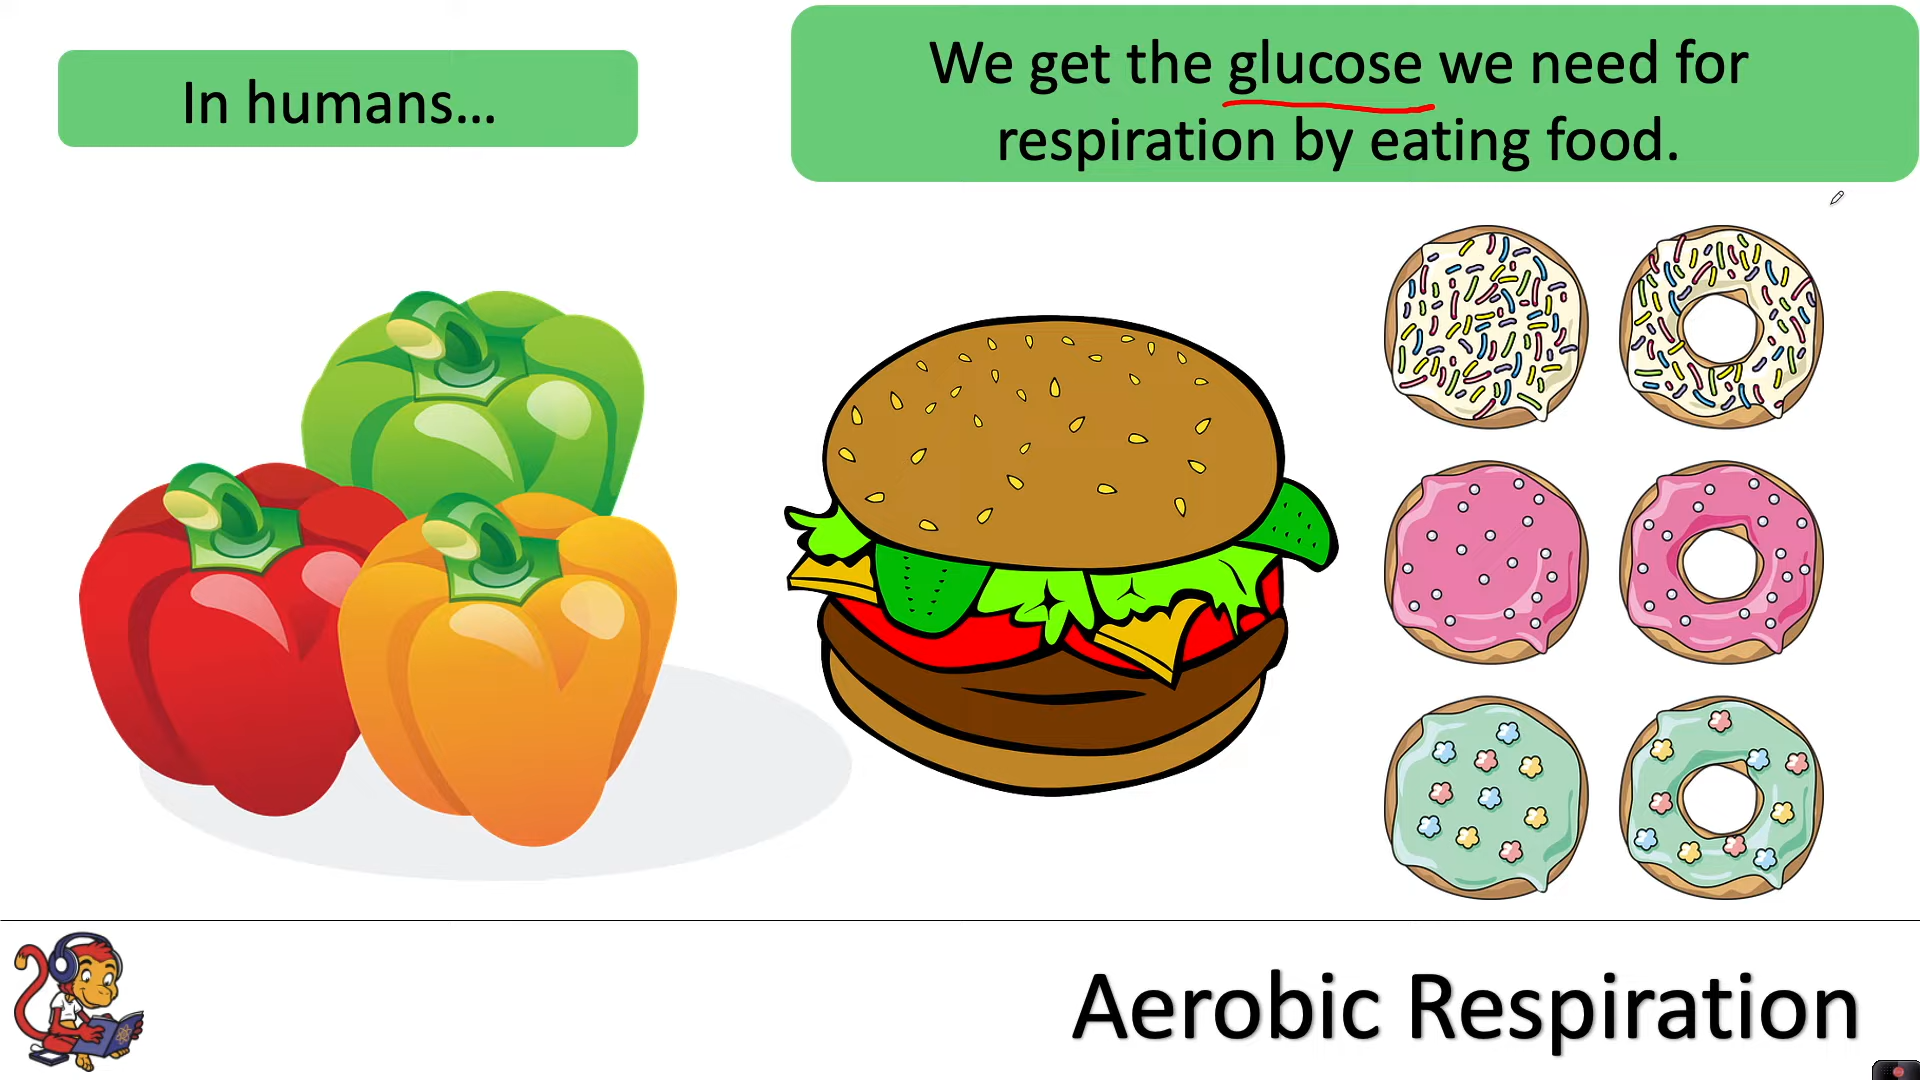 In humans...
We get the glucose we need for
respiration by eating food.
Aerobic Respiration